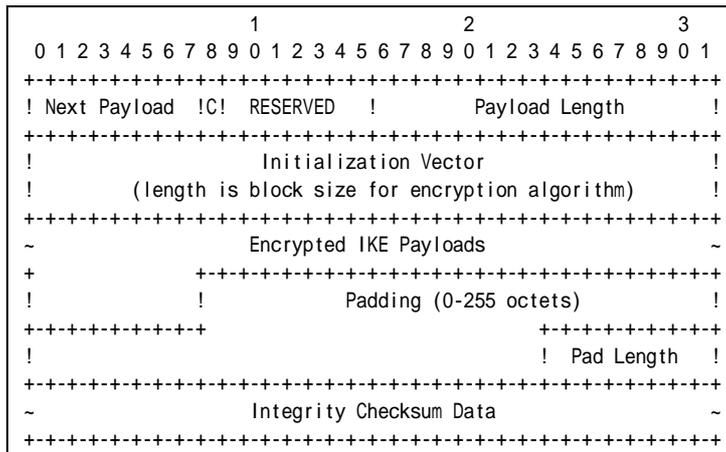 1                   2                   3
 0 1 2 3 4 5 6 7 8 9 0 1 2 3 4 5 6 7 8 9 0 1 2 3 4 5 6 7 8 9 0 1
+-+-+-+-+-+-+-+-+-+-+-+-+-+-+-+-+-+-+-+-+-+-+-+-+-+-+-+-+-+-+-+-+
! Next Payload  !C!  RESERVED   !         Payload Length        !
+-+-+-+-+-+-+-+-+-+-+-+-+-+-+-+-+-+-+-+-+-+-+-+-+-+-+-+-+-+-+-+-+
!                     Initialization Vector                     !
!         (length is block size for encryption algorithm)       !
+-+-+-+-+-+-+-+-+-+-+-+-+-+-+-+-+-+-+-+-+-+-+-+-+-+-+-+-+-+-+-+-+
~                    Encrypted IKE Payloads                     ~
+               +-+-+-+-+-+-+-+-+-+-+-+-+-+-+-+-+-+-+-+-+-+-+-+-+
!               !             Padding (0-255 octets)            !
+-+-+-+-+-+-+-+-+                               +-+-+-+-+-+-+-+-+
!                                               !  Pad Length   !
+-+-+-+-+-+-+-+-+-+-+-+-+-+-+-+-+-+-+-+-+-+-+-+-+-+-+-+-+-+-+-+-+
~                    Integrity Checksum Data                    ~
+-+-+-+-+-+-+-+-+-+-+-+-+-+-+-+-+-+-+-+-+-+-+-+-+-+-+-+-+-+-+-+-+